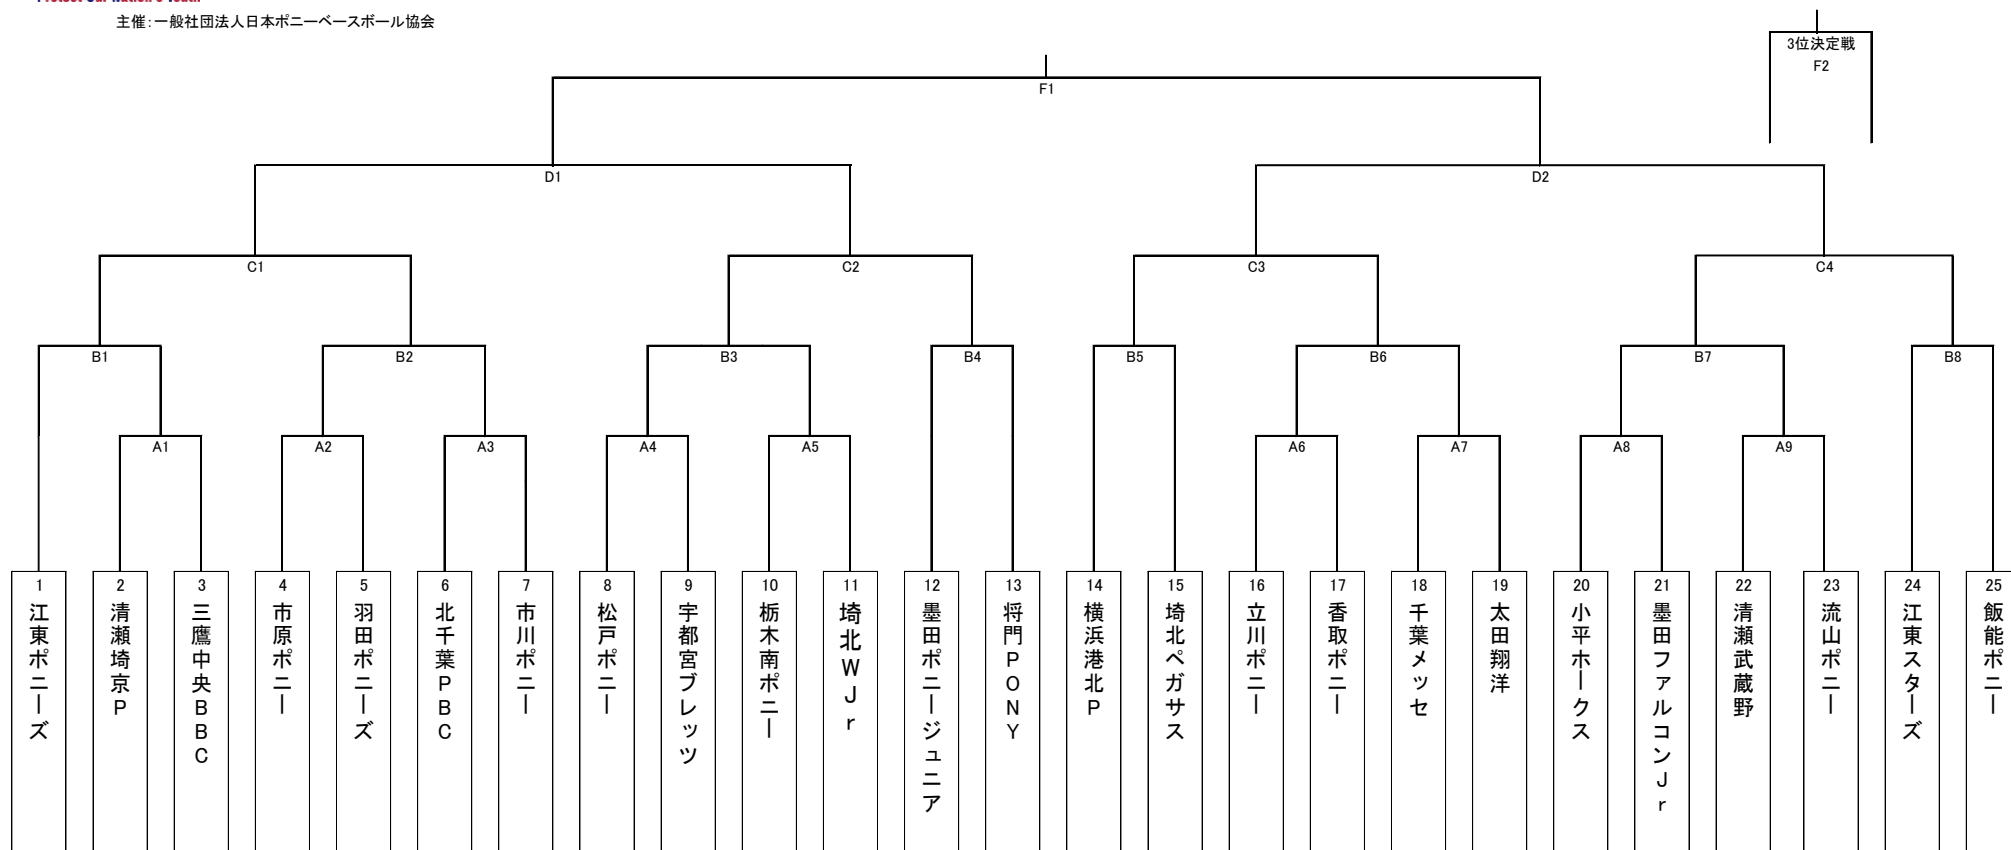 Protect Our Nation's Youth
主催：一般社団法人日本ポニーベースボール協会
3位決定戦
F2
F1
D1
D2
C1
C2
C3
C4
B1
B2
B3
B4
B5
B6
B7
B8
A1
A2
A3
A4
A5
A6
A7
A8
A9
1
江東ポニーズ
2
清瀬埼京P
3
三鷹中央BBC
4
市原ポニー
5
羽田ポニーズ
6
北千葉PBC
7
市川ポニー
8
松戸ポニー
9
宇都宮ブレッツ
10
栃木南ポニー
11
埼北WJr
12
墨田ポニージュニア
13
将門PONY
14
横浜港北P
15
埼北ペガサス
16
立川ポニー
17
香取ポニー
18
千葉メッセ
19
太田翔洋
20
小平ホークス
21
墨田ファルコンJr
22
清瀬武蔵野
23
流山ポニー
24
江東スターズ
25
飯能ポニー